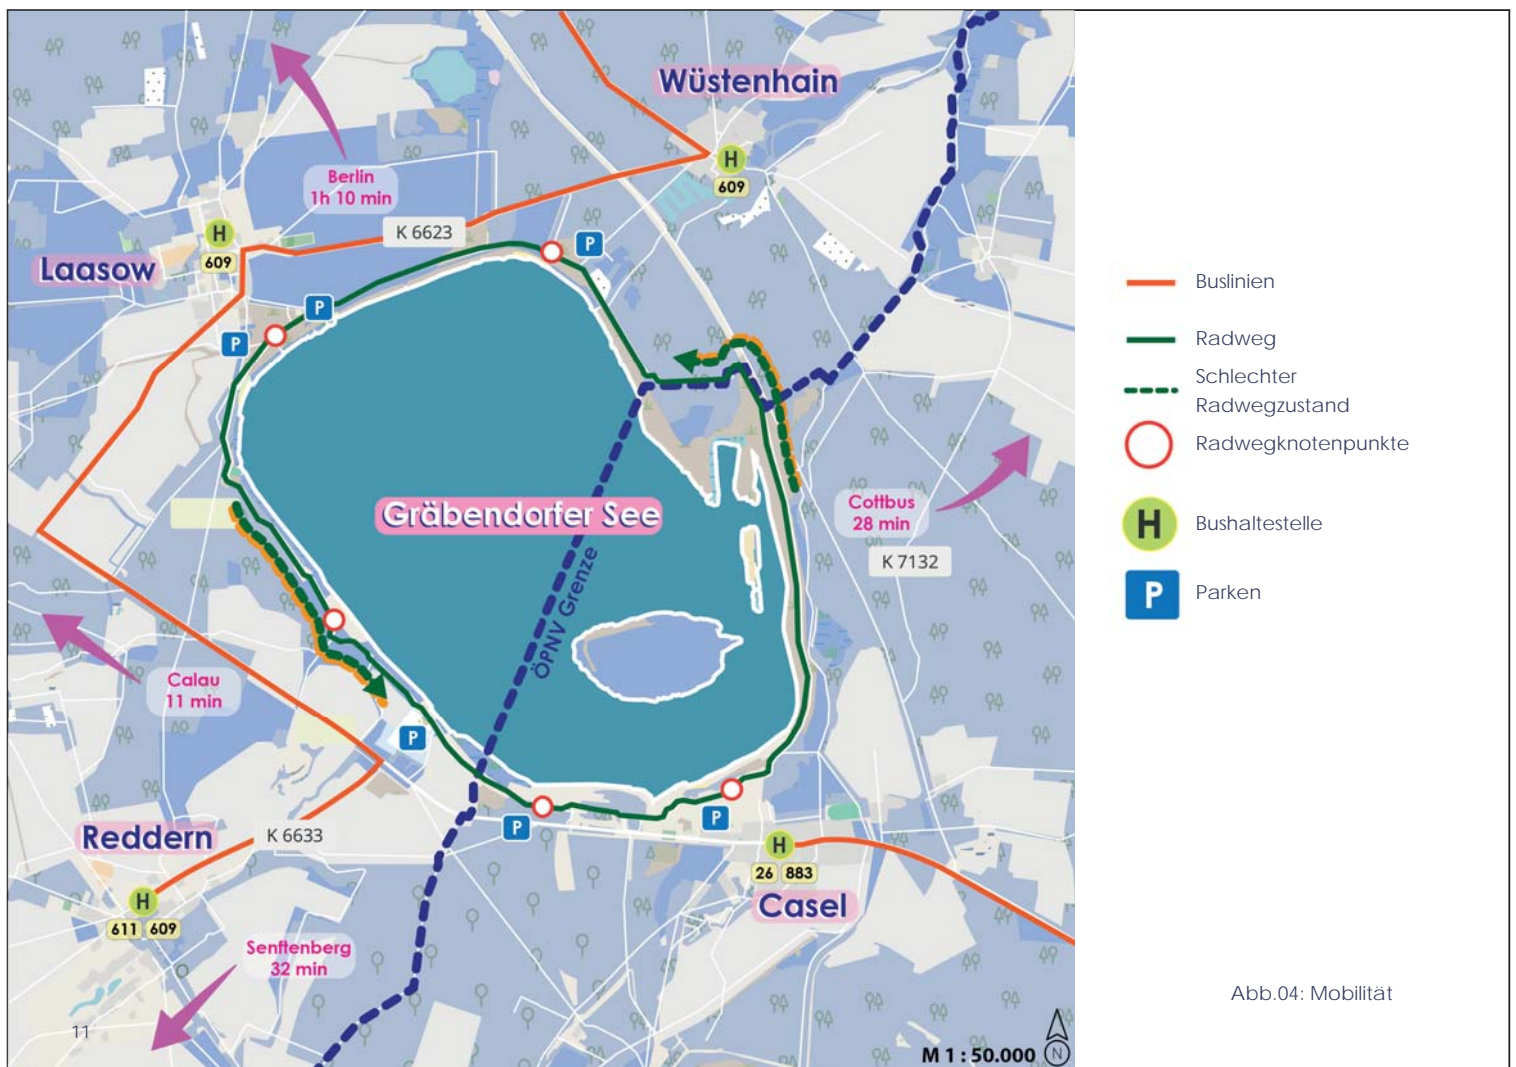 Wüstenhain
H
609
Berlin
1h 10 min
K 6623
H
609
Laasow
P
P
P
Gräbendorfer See
ÖPNV Grenze
Cottbus
28 min
K 7132
Calau
11 min
P
Reddern
K 6633
P
P
H
26 883
Casel
H
611 609
Senftenberg
32 min
11
M 1 : 50.000
N
Buslinien
Radweg
Schlechter
Radwegzustand
Radwegknotenpunkte
H
Bushaltestelle
P
Parken
Abb.04: Mobilität